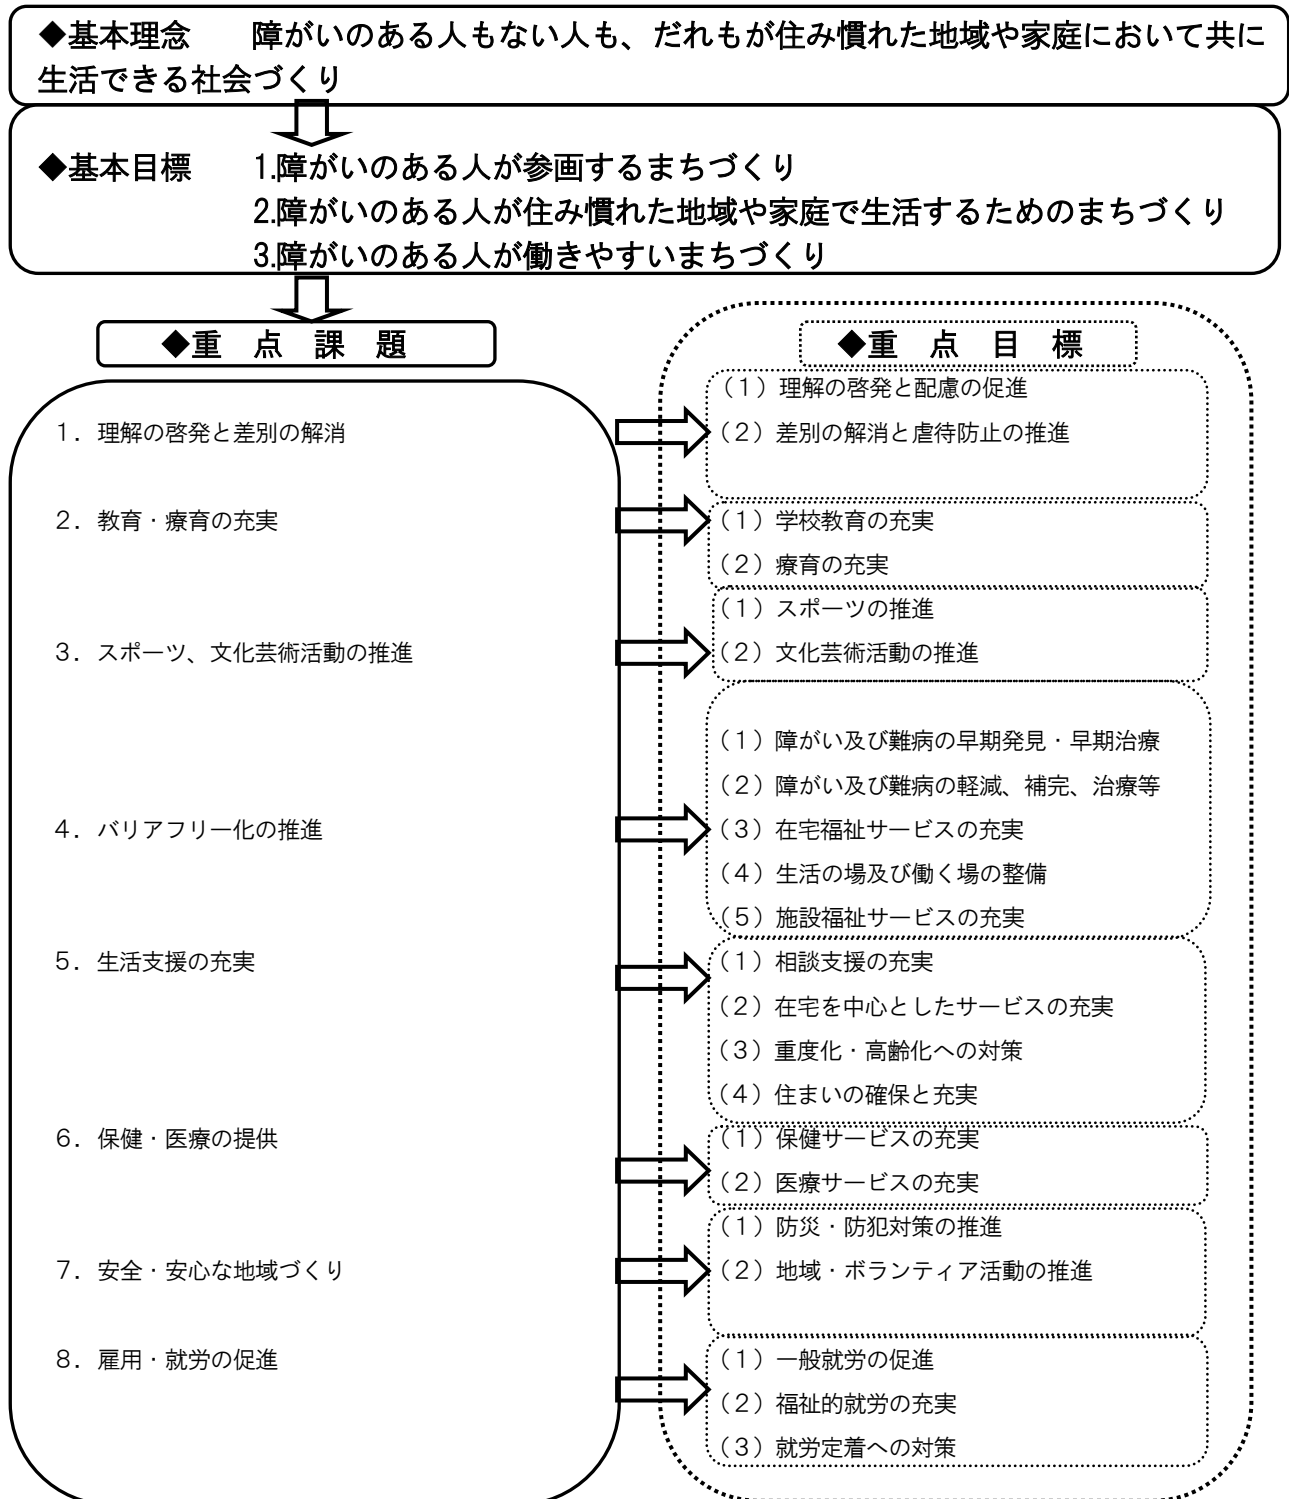 ◆基本理念　　障がいのある人もない人も、だれもが住み慣れた地域や家庭において共に
生活できる社会づくり
◆基本目標　　1.障がいのある人が参画するまちづくり
2.障がいのある人が住み慣れた地域や家庭で生活するためのまちづくり
3.障がいのある人が働きやすいまちづくり
◆重　点　課　題
１．理解の啓発と差別の解消
２．教育・療育の充実
３．スポーツ、文化芸術活動の推進
４．バリアフリー化の推進
５．生活支援の充実
６．保健・医療の提供
７．安全・安心な地域づくり
８．雇用・就労の促進
◆重　点　目　標
（１）理解の啓発と配慮の促進
（２）差別の解消と虐待防止の推進
（１）学校教育の充実
（２）療育の充実
（１）スポーツの推進
（２）文化芸術活動の推進
（１）障がい及び難病の早期発見・早期治療
（２）障がい及び難病の軽減、補完、治療等
（３）在宅福祉サービスの充実
（４）生活の場及び働く場の整備
（５）施設福祉サービスの充実
（１）相談支援の充実
（２）在宅を中心としたサービスの充実
（３）重度化・高齢化への対策
（４）住まいの確保と充実
（１）保健サービスの充実
（２）医療サービスの充実
（１）防災・防犯対策の推進
（２）地域・ボランティア活動の推進
（１）一般就労の促進
（２）福祉的就労の充実
（３）就労定着への対策